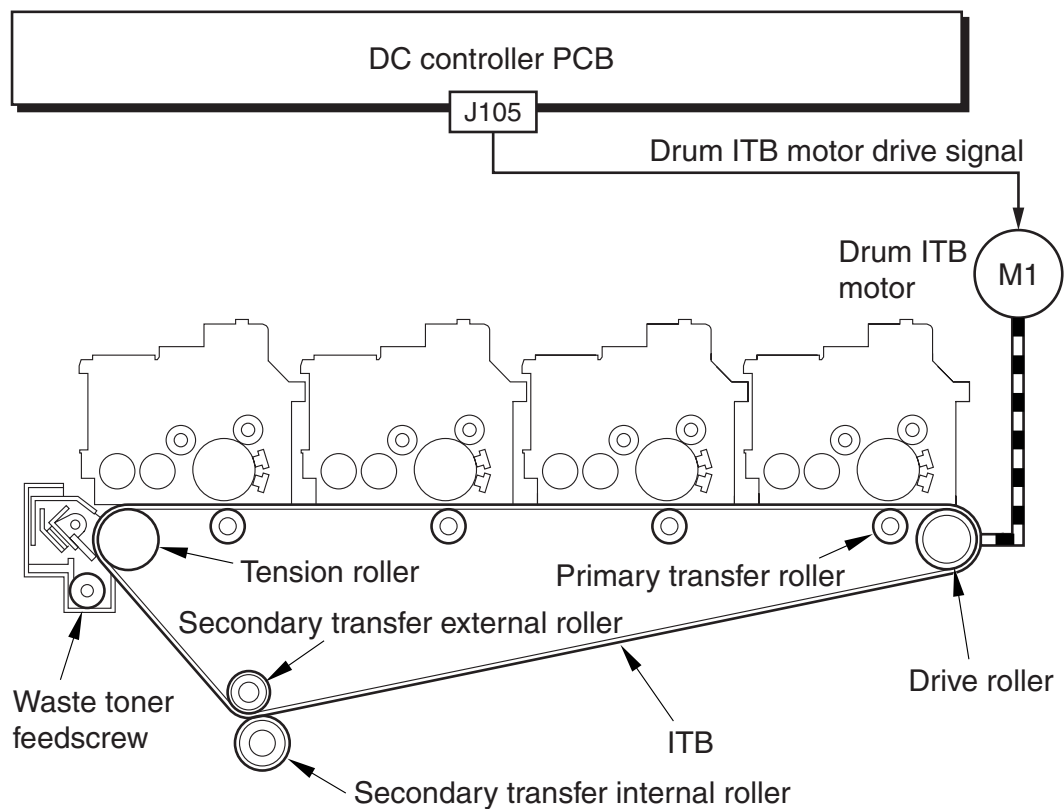 DC controller PCB
J105
Drum ITB motor drive signal
Drum ITB
motor
M1
Tension roller
Primary transfer roller
Secondary transfer external roller
Drive roller
Waste toner
feedscrew
ITB
Secondary transfer internal roller